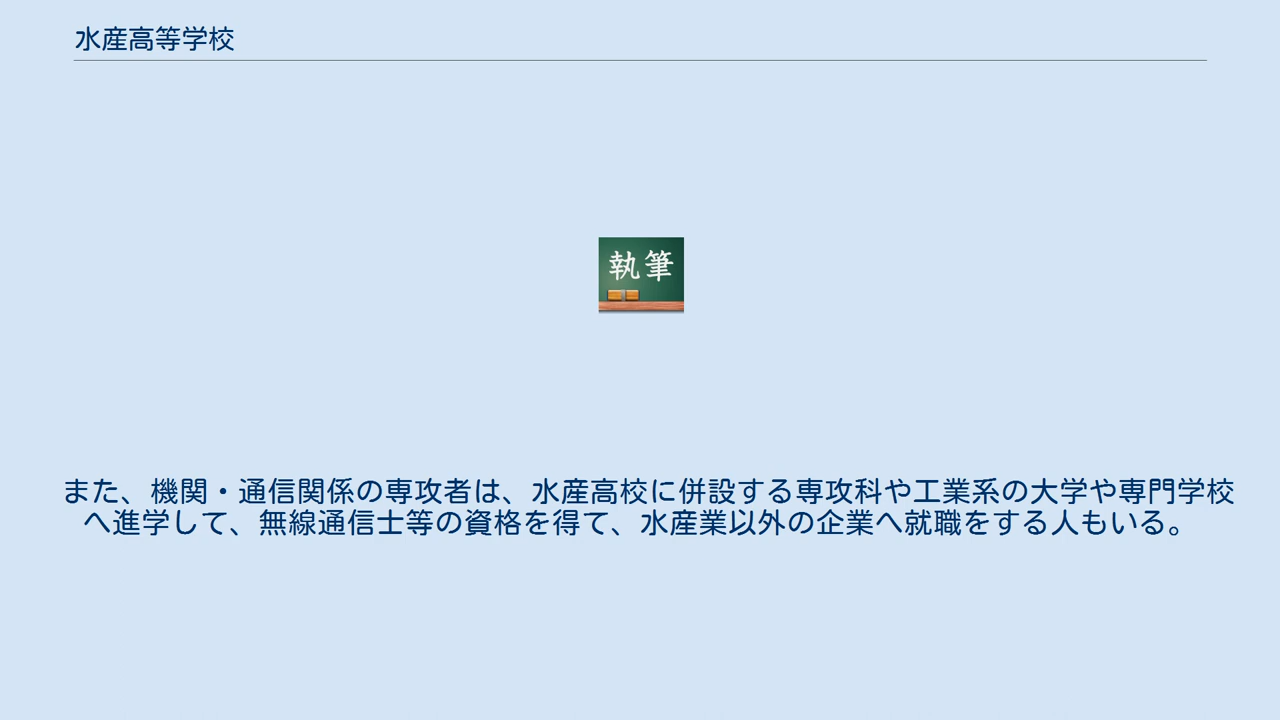 水産高等学校
執筆
また、機関・通信関係の専攻者は、水産高校に併設する専攻科や工業系の大学や専門学校
へ進学して、無線通信士等の資格を得て、水産業以外の企業へ就職をする人もいる。